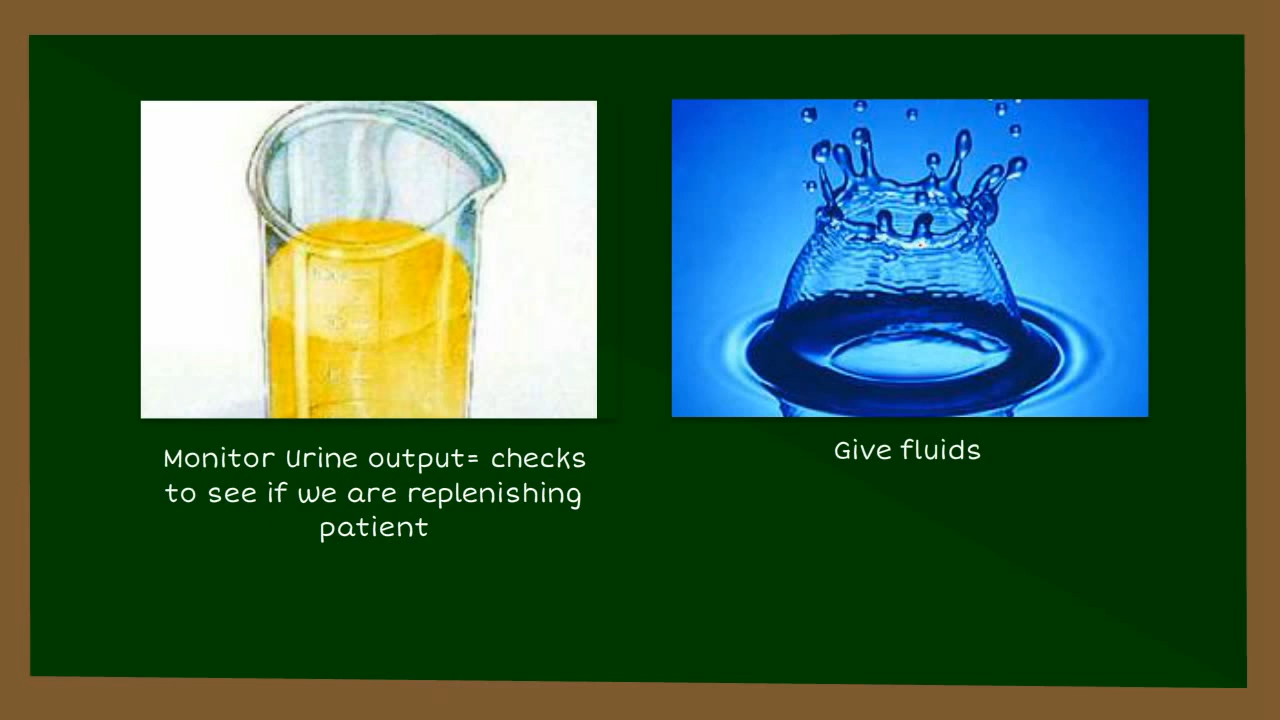 Monitor Urine output= checks
to see if we are replenishing
patient
Give fluids